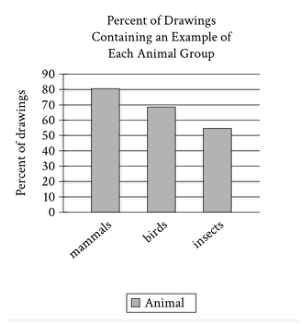 Percent of Drawings
Containing an Example of
Each Animal Group
Percent of drawings
90
80
70
60
50
40
30
20
10
0
mammals
birds
insects
Animal